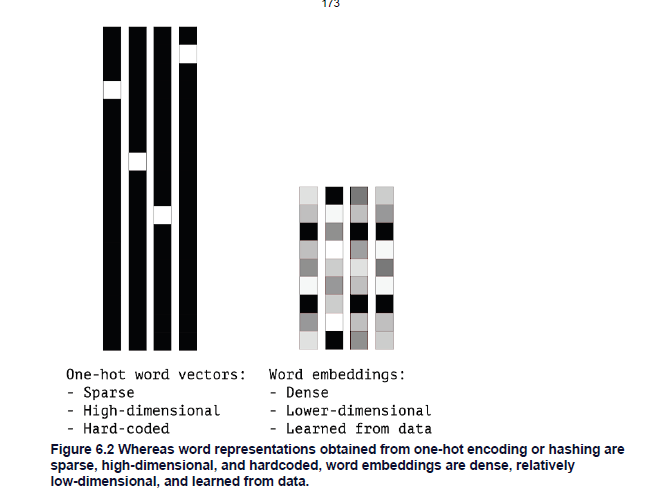 173
One-hot word vectors:
- Sparse
- High-dimensional
- Hard-coded
Word embeddings:
- Dense
- Lower-dimensional
- Learned from data
Figure 6.2 Whereas word representations obtained from one-hot encoding or hashing are
sparse, high-dimensional, and hardcoded, word embeddings are dense, relatively
low-dimensional, and learned from data.